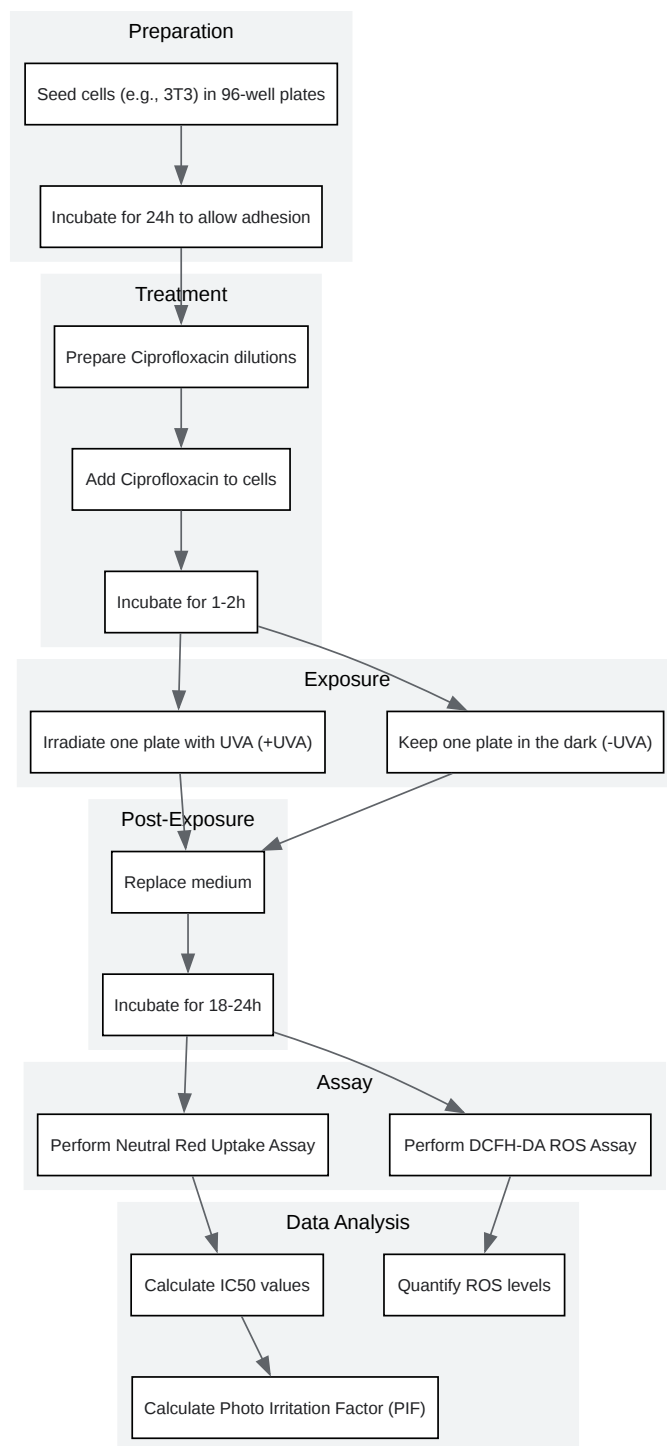 Preparation
Seed cells (e.g., 3T3) in 96-well plates
Incubate for 24h to allow adhesion
Treatment
Prepare Ciprofloxacin dilutions
Add Ciprofloxacin to cells
Incubate for 1-2h
Exposure
Irradiate one plate with UVA (+UVA)
Keep one plate in the dark (-UVA)
Post-Exposure
Replace medium
Incubate for 18-24h
Assay
Perform Neutral Red Uptake Assay
Perform DCFH-DA ROS Assay
Data Analysis
Calculate IC50 values
Quantify ROS levels
Calculate Photo Irritation Factor (PIF)